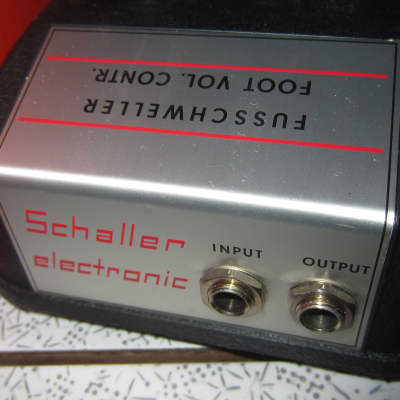 FUSSCHWELLER
FOOT VOL. CONTR.
Schaller
electronic
INPUT
OUTPUT